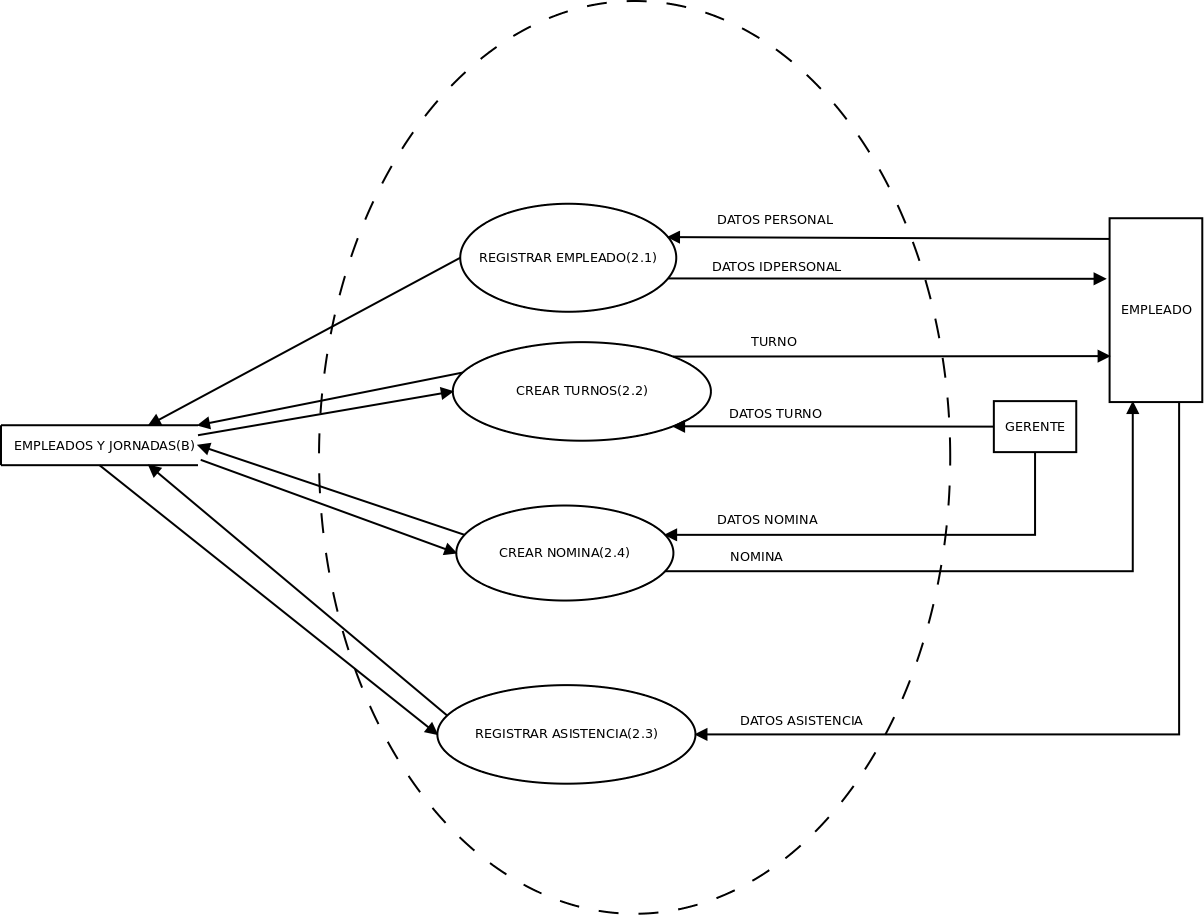 DATOS PERSONAL
REGISTRAR EMPLEADO(2.1)
DATOS IDPERSONAL
EMPLEADO
TURNO
CREAR TURNOS(2.2)
DATOS TURNO
GERENTE
EMPLEADOS Y JORNADAS(B)
DATOS NOMINA
CREAR NOMINA(2.4)
NOMINA
DATOS ASISTENCIA
REGISTRAR ASISTENCIA(2.3)